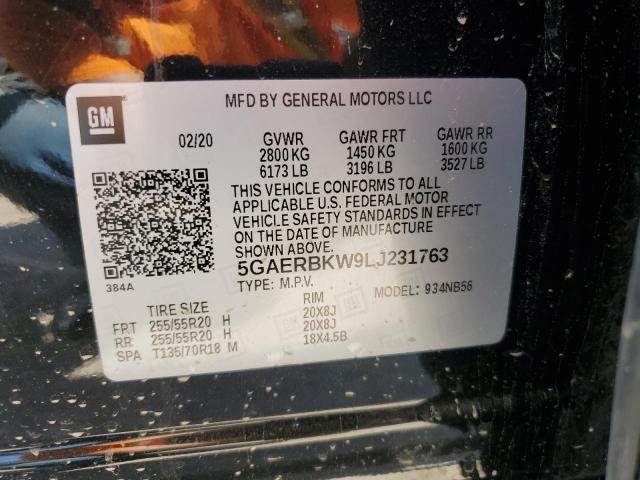 GM
MFD BY GENERAL MOTORS LLC
02/20 GVWR GAWR FRT GAWR RR
2800 KG 1450 KG 1600 KG
6173 LB 3196 LB 3527 LB
THIS VEHICLE CONFORMS TO ALL
APPLICABLE U.S. FEDERAL MOTOR
VEHICLE SAFETY STANDARDS IN EFFECT
ON THE DATE OF MANUFACTURE
SHOWN ABOVE.
384A
5GAERBKW9LJ231763
TYPE: M.P.V. MODEL: 934NB56
TIRE SIZE RIM
FRT 255/55R20 H 20X8J
RR 255/55R20 H 20X8J
SPA T135/70R18 M 18X4.5B